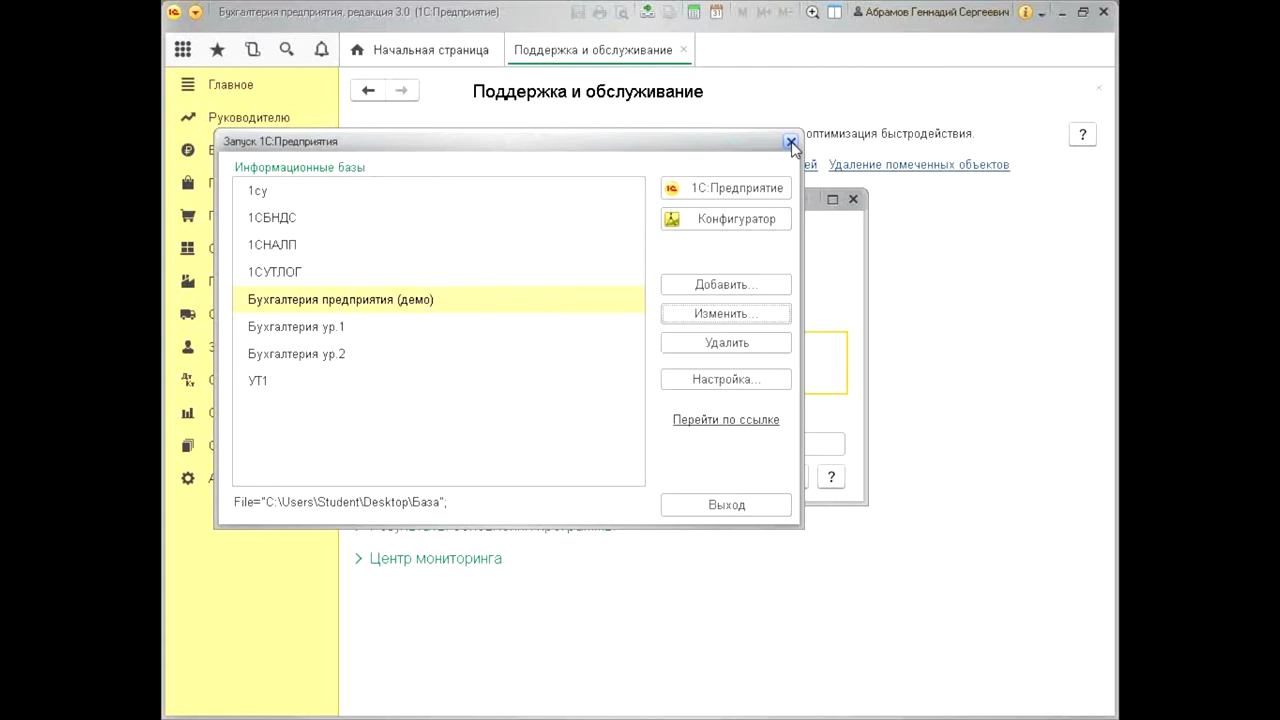 Бухгалтерия предприятия, редакция 3.0 (1С:Предприятие)
M M+ M-
Абрамов Геннадий Сергеевич
Начальная страница
Поддержка и обслуживание
Главное
Руководителю
Поддержка и обслуживание
оптимизация быстродействия.
?
ей Удаление помеченных объектов
Запуск 1С:Предприятия
Информационные базы
1су
1СБНДС
1СНАЛП
1СУТЛОГ
Бухгалтерия предприятия (демо)
Бухгалтерия ур.1
Бухгалтерия ур.2
УТ1
File="C:\Users\Student\Desktop\База";
1С:Предприятие
Конфигуратор
Добавить...
Изменить...
Удалить
Настройка...
Перейти по ссылке
Выход
?
Центр мониторинга